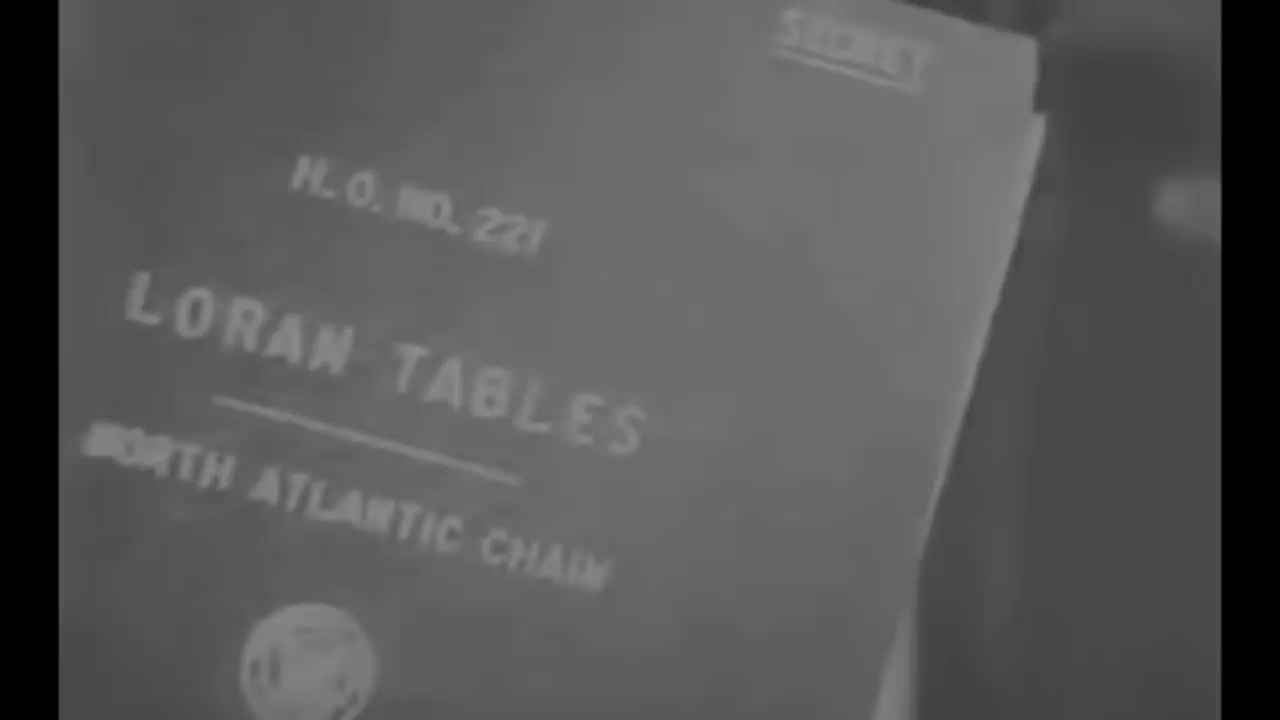 SECRET
H. O. NO. 221
LORAN TABLES
NORTH ATLANTIC CHAIN